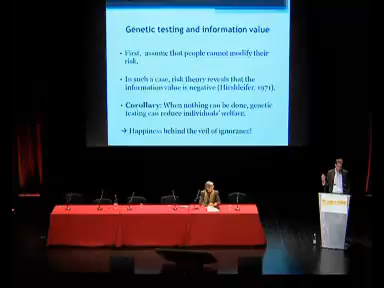 Genetic testing and information value
• First, assume that people cannot modify their
risk.
• In such a case, risk theory reveals that the
information value is negative (Hirshleifer, 1971).
• Corollary: When nothing can be done, genetic
testing can reduce individuals' welfare.
→ Happiness behind the veil of ignorance!